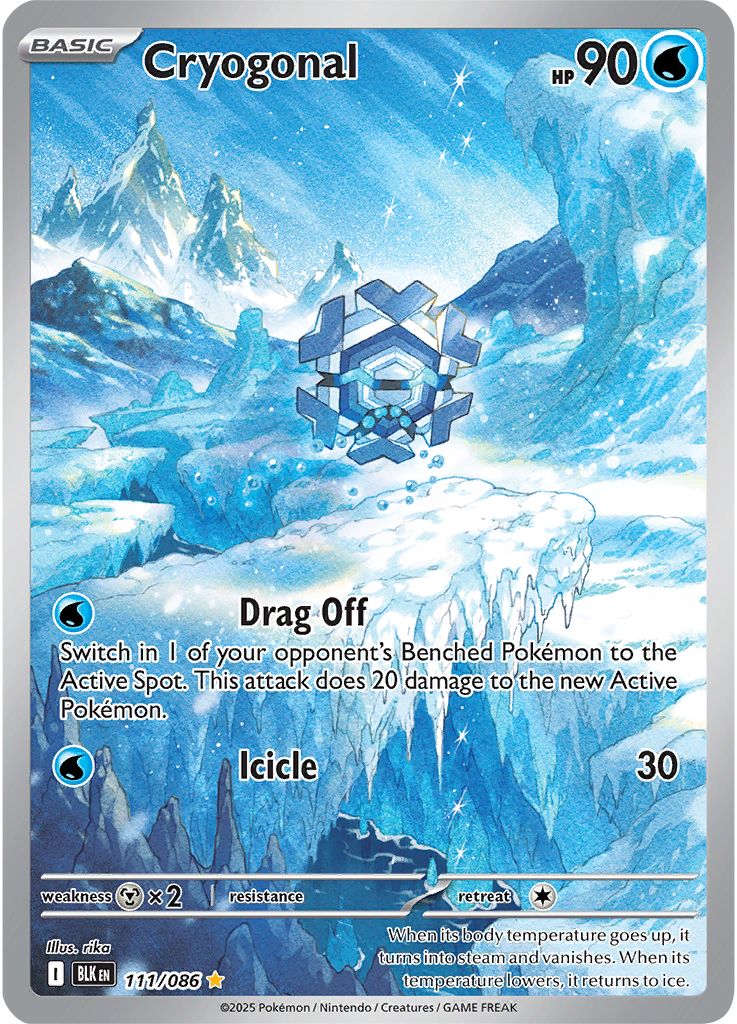 BASIC
Cryogonal
HP 90
Drag Off
Switch in 1 of your opponent's Benched Pokémon to the
Active Spot. This attack does 20 damage to the new Active
Pokémon.
Icicle 30
weakness ×2 resistance retreat
Illus. rika
I BLK EN 111/086
When its body temperature goes up, it
turns into steam and vanishes. When its
temperature lowers, it returns to ice.
©2025 Pokémon / Nintendo / Creatures / GAME FREAK